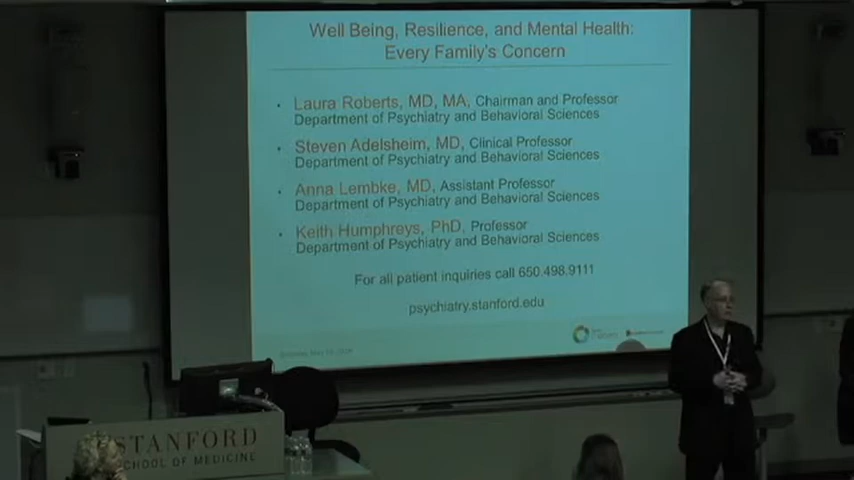 Well Being, Resilience, and Mental Health:
Every Family's Concern
• Laura Roberts, MD, MA, Chairman and Professor
Department of Psychiatry and Behavioral Sciences
• Steven Adelsheim, MD, Clinical Professor
Department of Psychiatry and Behavioral Sciences
• Anna Lembke, MD, Assistant Professor
Department of Psychiatry and Behavioral Sciences
• Keith Humphreys, PhD, Professor
Department of Psychiatry and Behavioral Sciences
For all patient inquiries call 650.498.9111
psychiatry.stanford.edu
STANFORD
SCHOOL OF MEDICINE